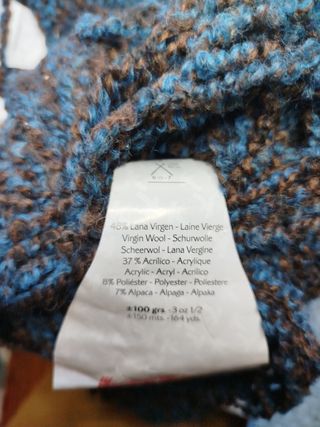 48% Lana Virgen - Laine Vierge
Virgin Wool - Schurwolle
Scheerwol - Lana Vergine
37 % Acrílico - Acrylique
Acrylic - Acryl - Acrilico
8% Poliéster - Polyester - Poliestere
7% Alpaca - Alpaga - Alpaka
±100 grs. - 3 oz 1/2
±150 mts. - 164 yds.